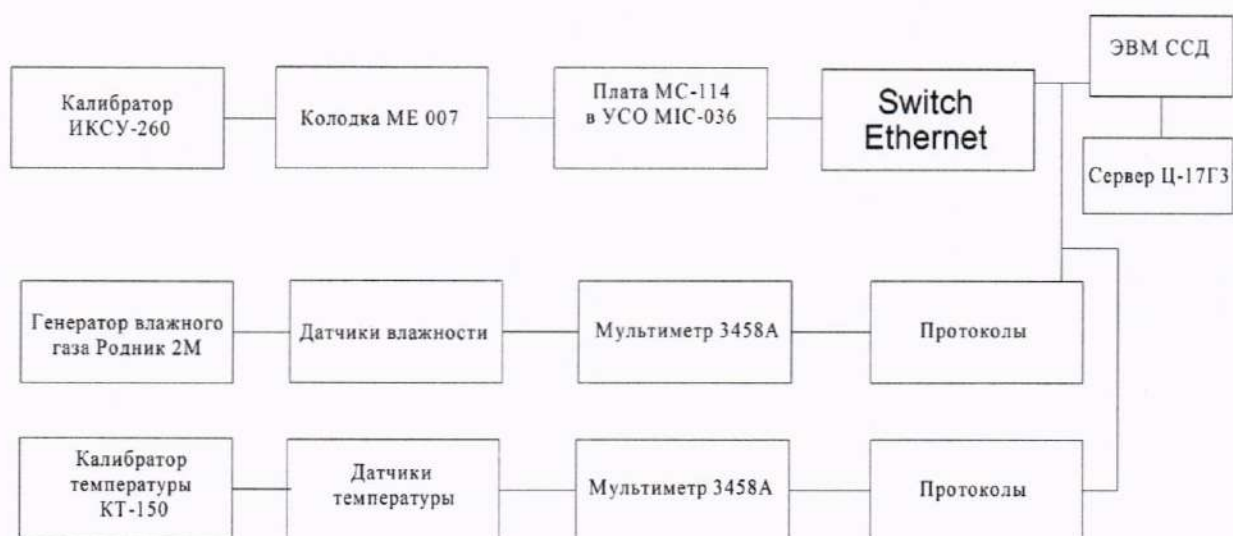 ЭВМ ССД
Калибратор
ИКСУ-260
Колодка МЕ 007
Плата МС-114
в УСО MIC-036
Switch
Ethernet
Сервер Ц-17ГЗ
Генератор влажного
газа Родник 2М
Датчики влажности
Мультиметр 3458А
Протоколы
Калибратор
температуры
КТ-150
Датчики
температуры
Мультиметр 3458А
Протоколы